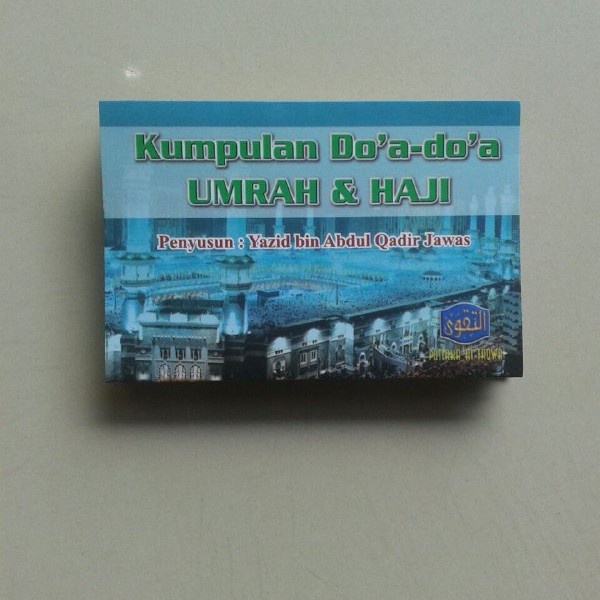 Kumpulan Do'a-do'a
UMRAH & HAJI
Penyusun : Yazid bin Abdul Qadir Jawas
التقوى
PUSTAKA AT-TAQWA